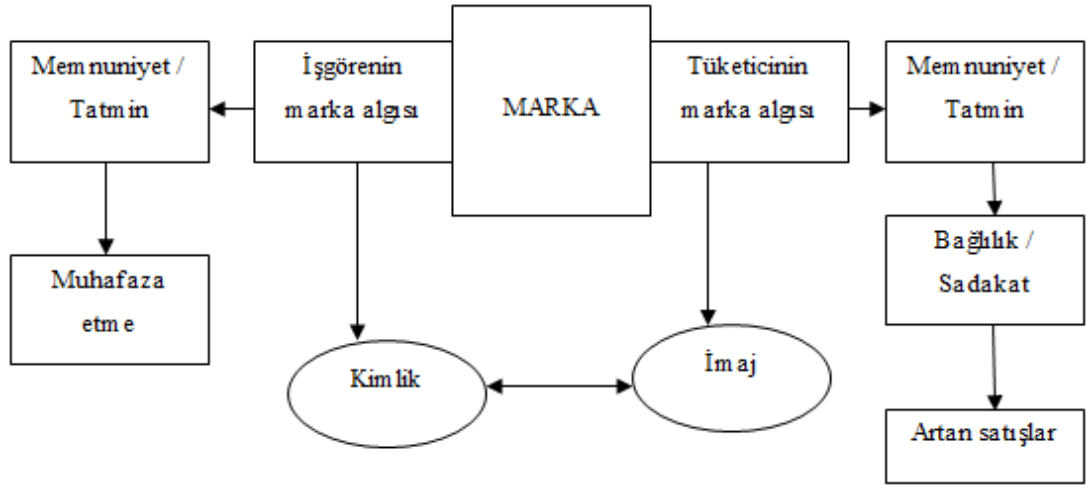 Memnuniyet /
Tatmin
İşgörenin
marka algısı
MARKA
Tüketicinin
marka algısı
Memnuniyet /
Tatmin
Muhafaza
etme
Bağlılık /
Sadakat
Kimlik
İmaj
Artan satışlar